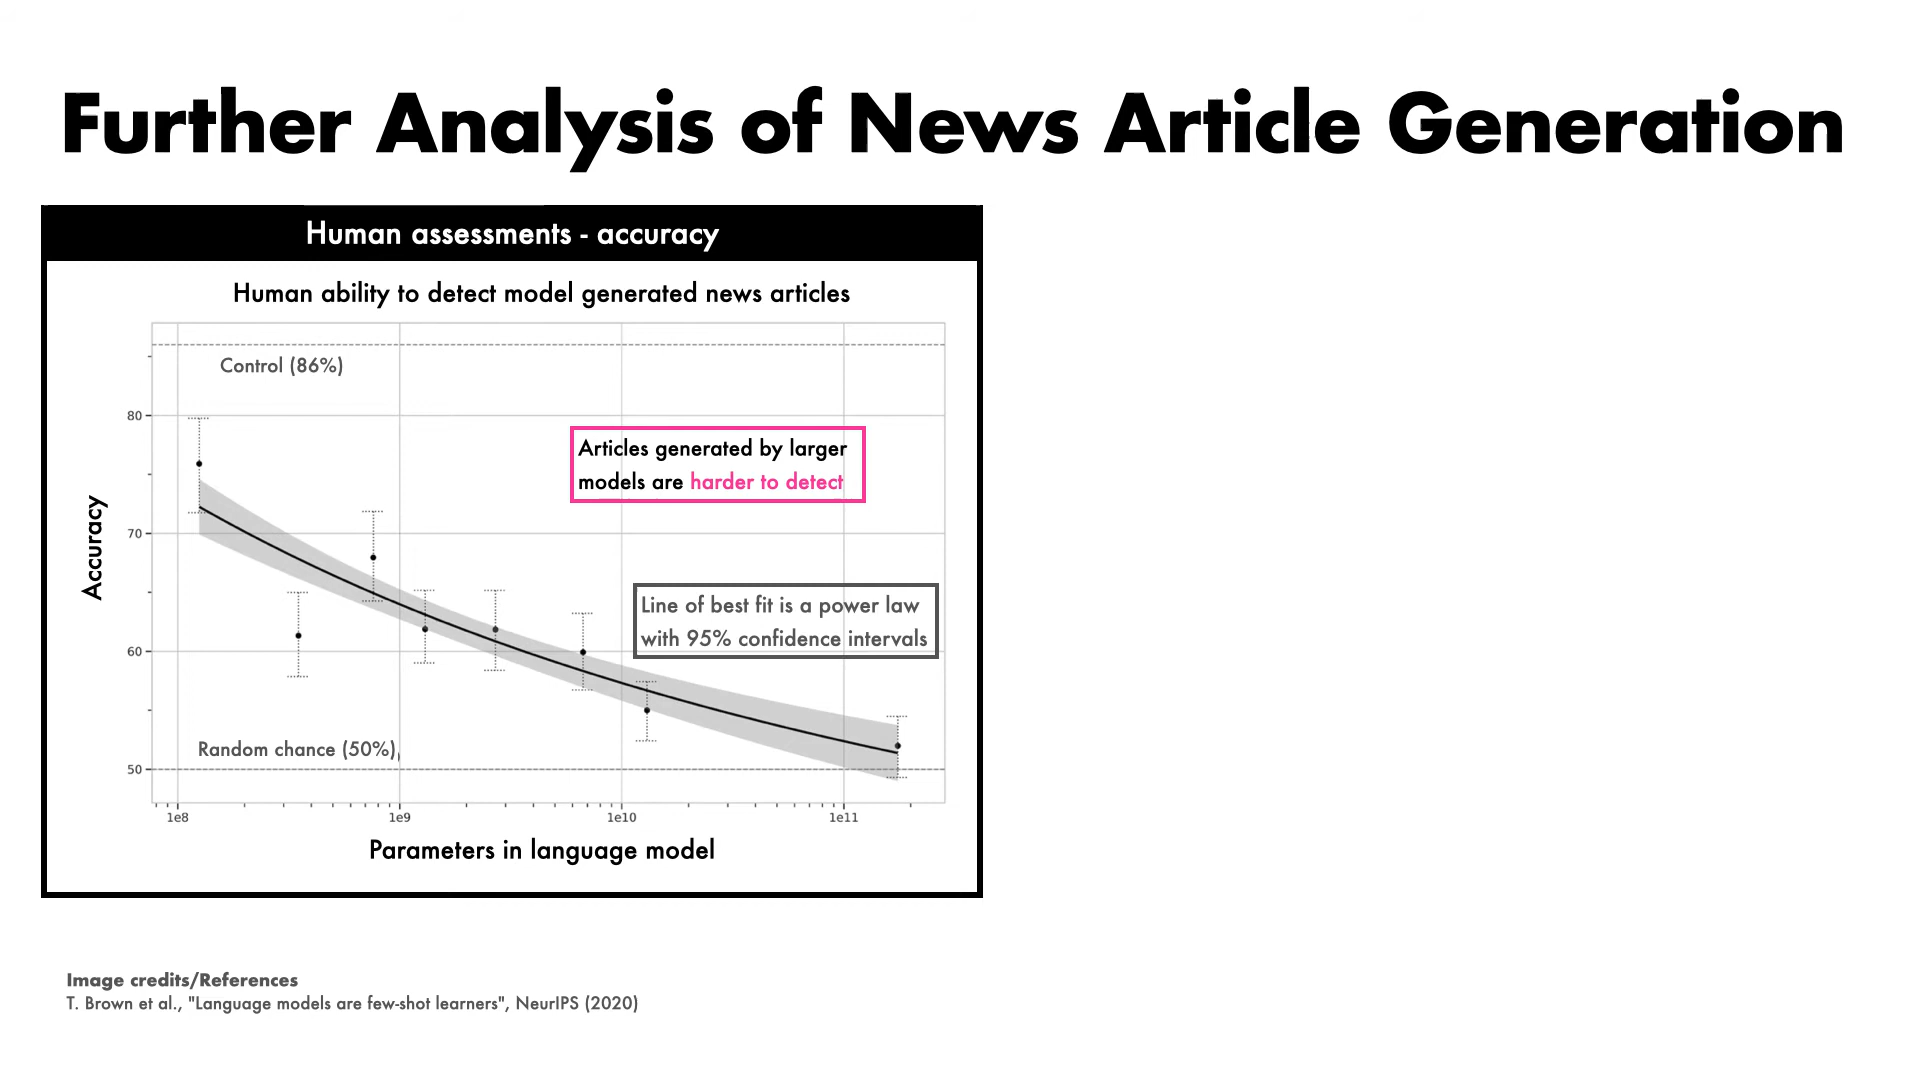 Further Analysis of News Article Generation
Human assessments - accuracy
Human ability to detect model generated news articles
Control (86%)
80
Articles generated by larger
models are harder to detect
70
Accuracy
Line of best fit is a power law
with 95% confidence intervals
60
Random chance (50%)
50
1e8 1e9 1e10 1e11
Parameters in language model
Image credits/References
T. Brown et al., "Language models are few-shot learners", NeurIPS (2020)